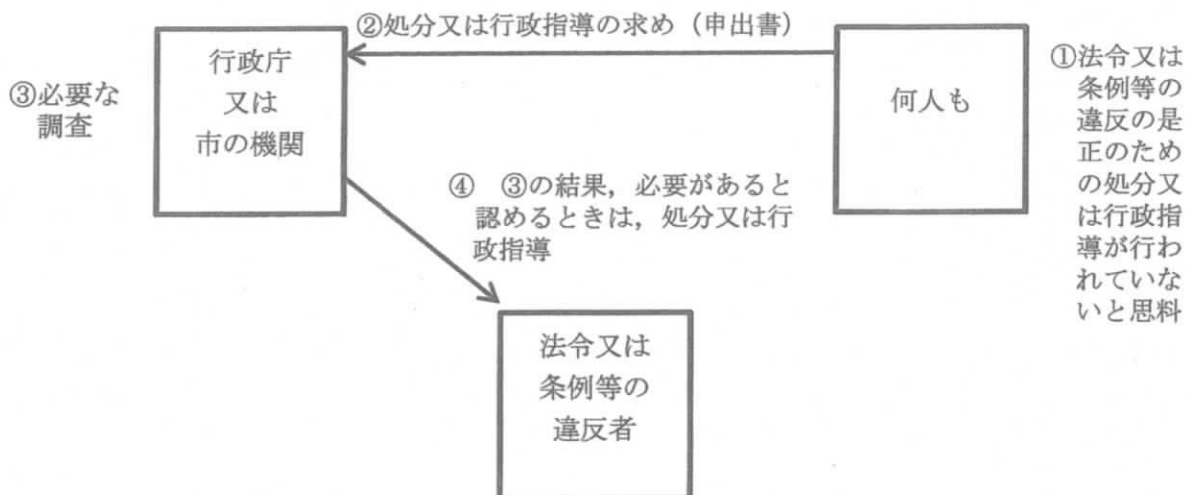 ②処分又は行政指導の求め（申出書）
行政庁
又は
市の機関
③必要な
調査
何人も
①法令又は
条例等の
違反の是
正のため
の処分又
は行政指
導が行わ
れていな
いと思料
④　③の結果，必要があると
認めるときは，処分又は行
政指導
法令又は
条例等の
違反者